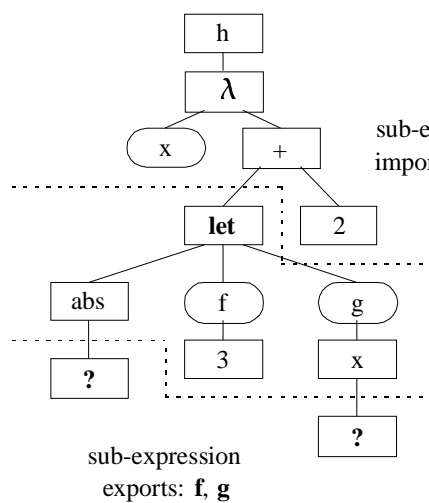 h
λ
x +
sub-e
impor
let 2
abs f g
? 3 x
?
sub-expression
exports: f, g